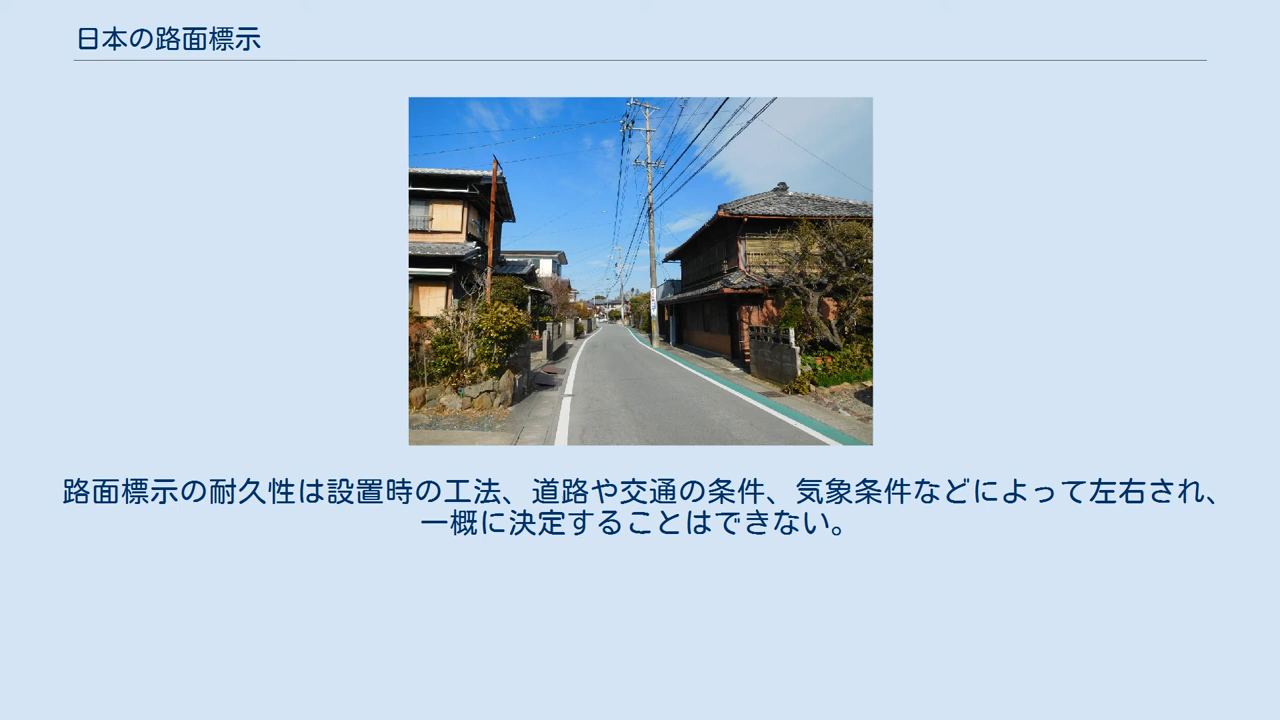 日本の路面標示
路面標示の耐久性は設置時の工法、道路や交通の条件、気象条件などによって左右され、
一概に決定することはできない。